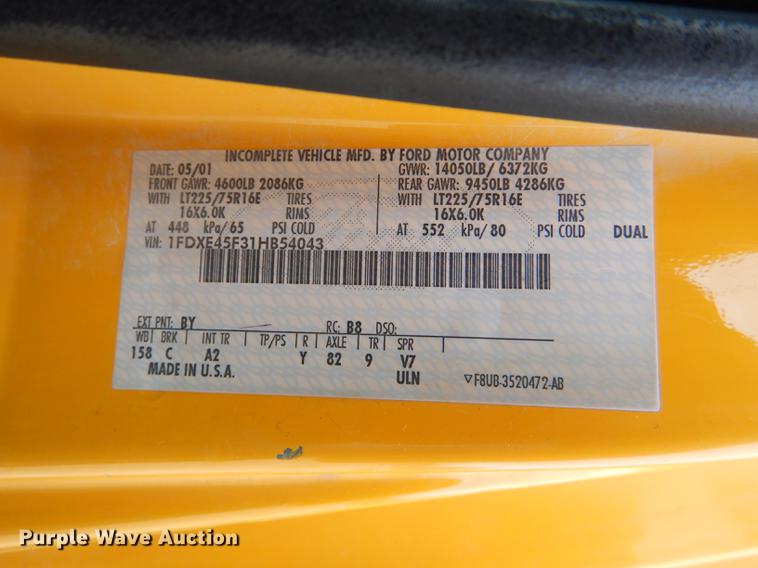 INCOMPLETE VEHICLE MFD. BY FORD MOTOR COMPANY
DATE: 05/01 GVWR: 14050LB/ 6372KG
FRONT GAWR: 4600LB 2086KG REAR GAWR: 9450LB 4286KG
WITH LT225/75R16E TIRES WITH LT225/75R16E TIRES
16X6.0K RIMS 16X6.0K RIMS
AT 448 kPa/65 PSI COLD AT 552 kPa/80 PSI COLD DUAL
VIN: 1FDXE45F31HB54043
EXT PNT: BY RC: B8 DSO:
WB BRK INT TR TP/PS R AXLE TR SPR
158 C A2 Y 82 9 V7
MADE IN U.S.A. ULN F8UB-3520472-AB
Purple Wave Auction